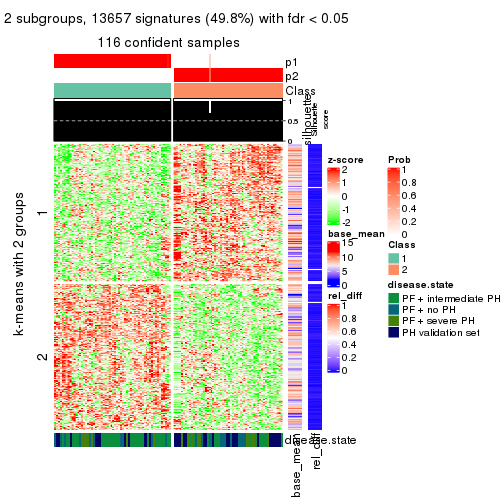 2 subgroups, 13657 signatures (49.8%) with fdr < 0.05
116 confident samples
p1
p2
Class
1
0.5
0
silhouette
Silhouette
score
k-means with 2 groups
1
2
z-score
2
1
0
-1
-2
base_mean
15
10
5
0
rel_diff
1
0.8
0.6
0.4
0.2
0
Prob
1
0.8
0.6
0.4
0.2
0
Class
1
2
disease.state
PF + intermediate PH
PF + no PH
PF + severe PH
PH validation set
disease.state
base_mean
rel_diff